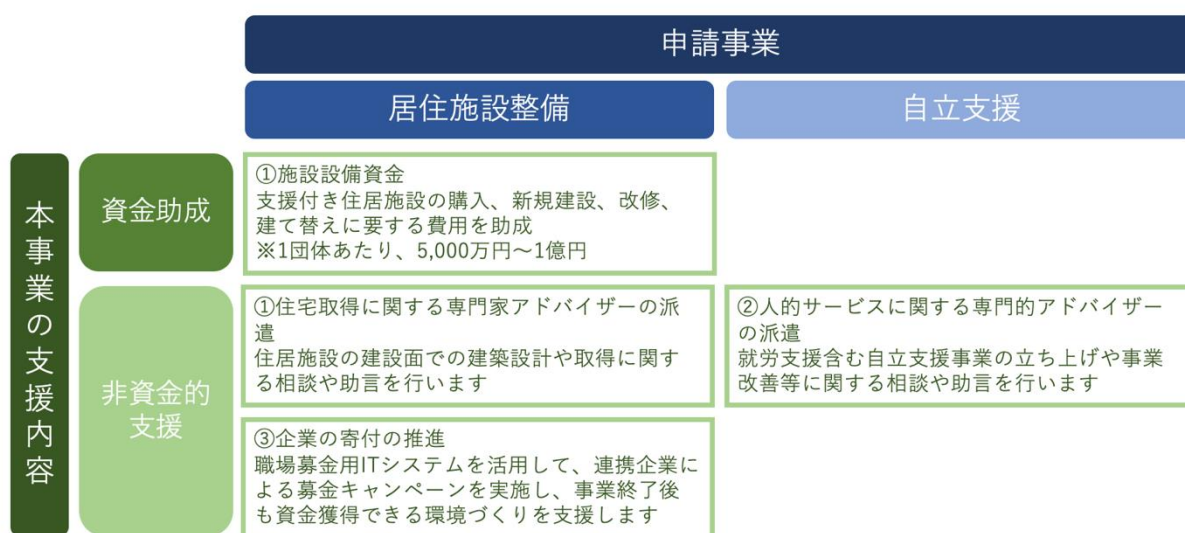 申請事業
居住施設整備
自立支援
本事業の支援内容
資金助成
①施設設備資金
支援付き住居施設の購入、新規建設、改修、
建て替えに要する費用を助成
※1団体あたり、5,000万円～1億円
非資金的
支援
①住宅取得に関する専門家アドバイザーの派
遣
住居施設の建設面での建築設計や取得に関す
る相談や助言を行います
②人的サービスに関する専門的アドバイザー
の派遣
就労支援含む自立支援事業の立ち上げや事業
改善等に関する相談や助言を行います
③企業の寄付の推進
職場募金用ITシステムを活用して、連携企業に
よる募金キャンペーンを実施し、事業終了後
も資金獲得できる環境づくりを支援します